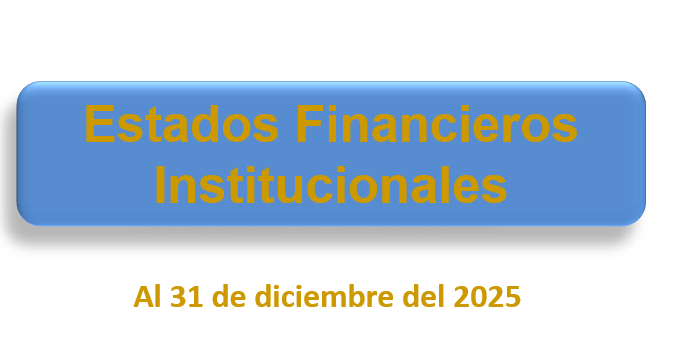 Estados Financieros
Institucionales
Al 31 de diciembre del 2025